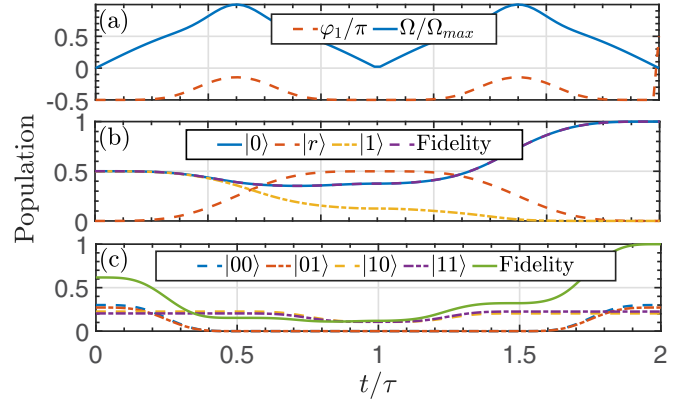 (a)
φ₁/π Ω/Ω_max
0.5
0
-0.5
(b)
|0⟩ |r⟩ |1⟩ Fidelity
1
0.5
0
Population
(c)
|00⟩ |01⟩ |10⟩ |11⟩ Fidelity
1
0.5
0
0 0.5 1 1.5 2
t/τ